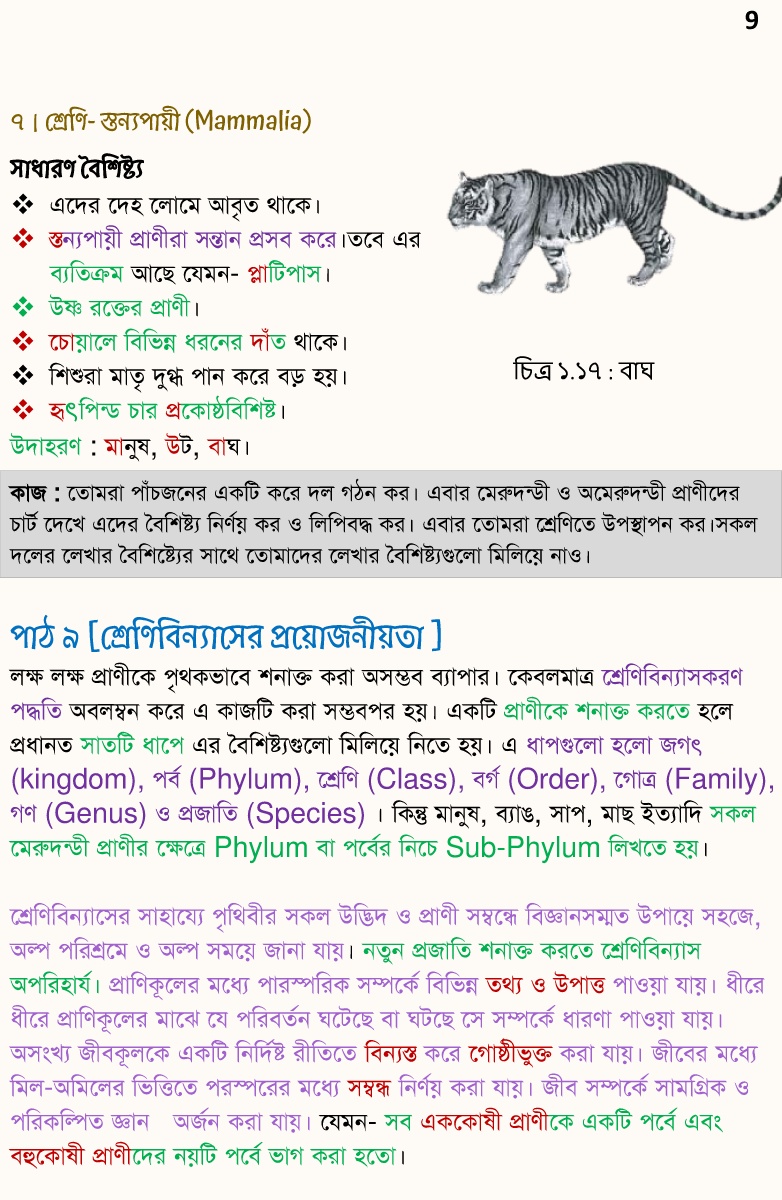 9
৭। শ্রেণি- স্তন্যপায়ী (Mammalia)
সাধারণ বৈশিষ্ট্য
❖ এদের দেহ লোমে আবৃত থাকে।
❖ স্তন্যপায়ী প্রাণীরা সন্তান প্রসব করে।তবে এর
ব্যতিক্রম আছে যেমন- প্লাটিপাস।
❖ উষ্ণ রক্তের প্রাণী।
❖ চোয়ালে বিভিন্ন ধরনের দাঁত থাকে।
❖ শিশুরা মাতৃ দুগ্ধ পান করে বড় হয়।
❖ হৃৎপিন্ড চার প্রকোষ্ঠবিশিষ্ট।
উদাহরণ : মানুষ, উট, বাঘ।
চিত্র ১.১৭ : বাঘ
কাজ : তোমরা পাঁচজনের একটি করে দল গঠন কর। এবার মেরুদন্ডী ও অমেরুদন্ডী প্রাণীদের
চার্ট দেখে এদের বৈশিষ্ট্য নির্ণয় কর ও লিপিবদ্ধ কর। এবার তোমরা শ্রেণিতে উপস্থাপন কর।সকল
দলের লেখার বৈশিষ্ট্যের সাথে তোমাদের লেখার বৈশিষ্ট্যগুলো মিলিয়ে নাও।
পাঠ ৯ [শ্রেণিবিন্যাসের প্রয়োজনীয়তা ]
লক্ষ লক্ষ প্রাণীকে পৃথকভাবে শনাক্ত করা অসম্ভব ব্যাপার। কেবলমাত্র শ্রেণিবিন্যাসকরণ
পদ্ধতি অবলম্বন করে এ কাজটি করা সম্ভবপর হয়। একটি প্রাণীকে শনাক্ত করতে হলে
প্রধানত সাতটি ধাপে এর বৈশিষ্ট্যগুলো মিলিয়ে নিতে হয়। এ ধাপগুলো হলো জগৎ
(kingdom), পর্ব (Phylum), শ্রেণি (Class), বর্গ (Order), গোত্র (Family),
গণ (Genus) ও প্রজাতি (Species) । কিন্তু মানুষ, ব্যাঙ, সাপ, মাছ ইত্যাদি সকল
মেরুদন্ডী প্রাণীর ক্ষেত্রে Phylum বা পর্বের নিচে Sub-Phylum লিখতে হয়।
শ্রেণিবিন্যাসের সাহায্যে পৃথিবীর সকল উদ্ভিদ ও প্রাণী সম্বন্ধে বিজ্ঞানসম্মত উপায়ে সহজে,
অল্প পরিশ্রমে ও অল্প সময়ে জানা যায়। নতুন প্রজাতি শনাক্ত করতে শ্রেণিবিন্যাস
অপরিহার্য। প্রাণিকূলের মধ্যে পারস্পরিক সম্পর্কে বিভিন্ন তথ্য ও উপাত্ত পাওয়া যায়। ধীরে
ধীরে প্রাণিকূলের মাঝে যে পরিবর্তন ঘটেছে বা ঘটছে সে সম্পর্কে ধারণা পাওয়া যায়।
অসংখ্য জীবকূলকে একটি নির্দিষ্ট রীতিতে বিন্যস্ত করে গোষ্ঠীভুক্ত করা যায়। জীবের মধ্যে
মিল-অমিলের ভিত্তিতে পরস্পরের মধ্যে সম্বন্ধ নির্ণয় করা যায়। জীব সম্পর্কে সামগ্রিক ও
পরিকল্পিত জ্ঞান অর্জন করা যায়। যেমন- সব এককোষী প্রাণীকে একটি পর্বে এবং
বহুকোষী প্রাণীদের নয়টি পর্বে ভাগ করা হতো।